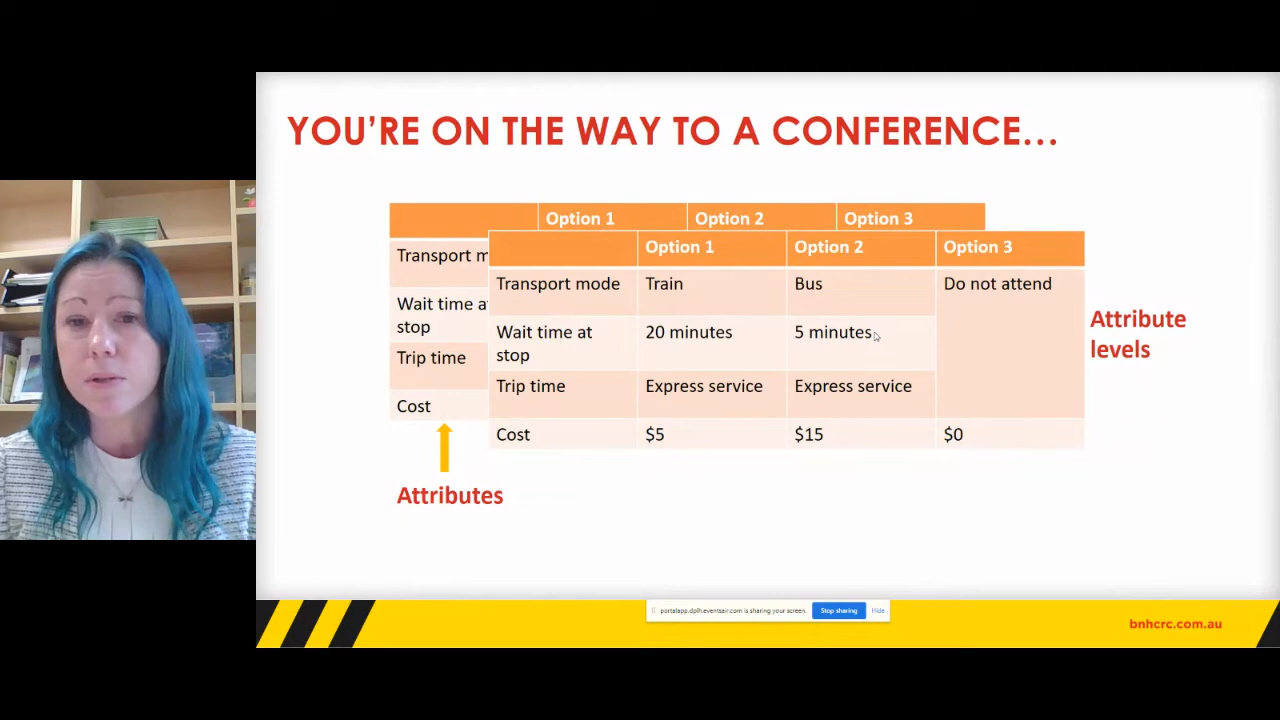 YOU'RE ON THE WAY TO A CONFERENCE...
Option 1 Option 2 Option 3
Transport m
Wait time a
stop
Trip time
Cost
Option 1 Option 2 Option 3
Transport mode Train Bus Do not attend
Wait time at
stop 20 minutes 5 minutes
Trip time Express service Express service
Cost $5 $15 $0
Attribute
levels
Attributes
portalapp.dplh.eventsair.com is sharing your screen. Stop sharing Hide
bnhcrc.com.au